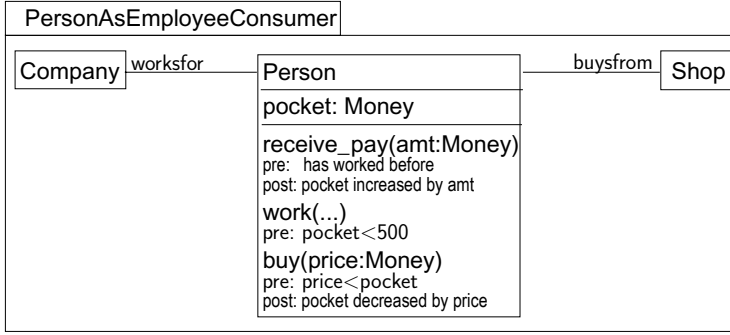 PersonAsEmployeeConsumer
Company
worksfor
Person
buysfrom
Shop
pocket: Money
receive_pay(amt:Money)
pre: has worked before
post: pocket increased by amt
work(...)
pre: pocket<500
buy(price:Money)
pre: price<pocket
post: pocket decreased by price